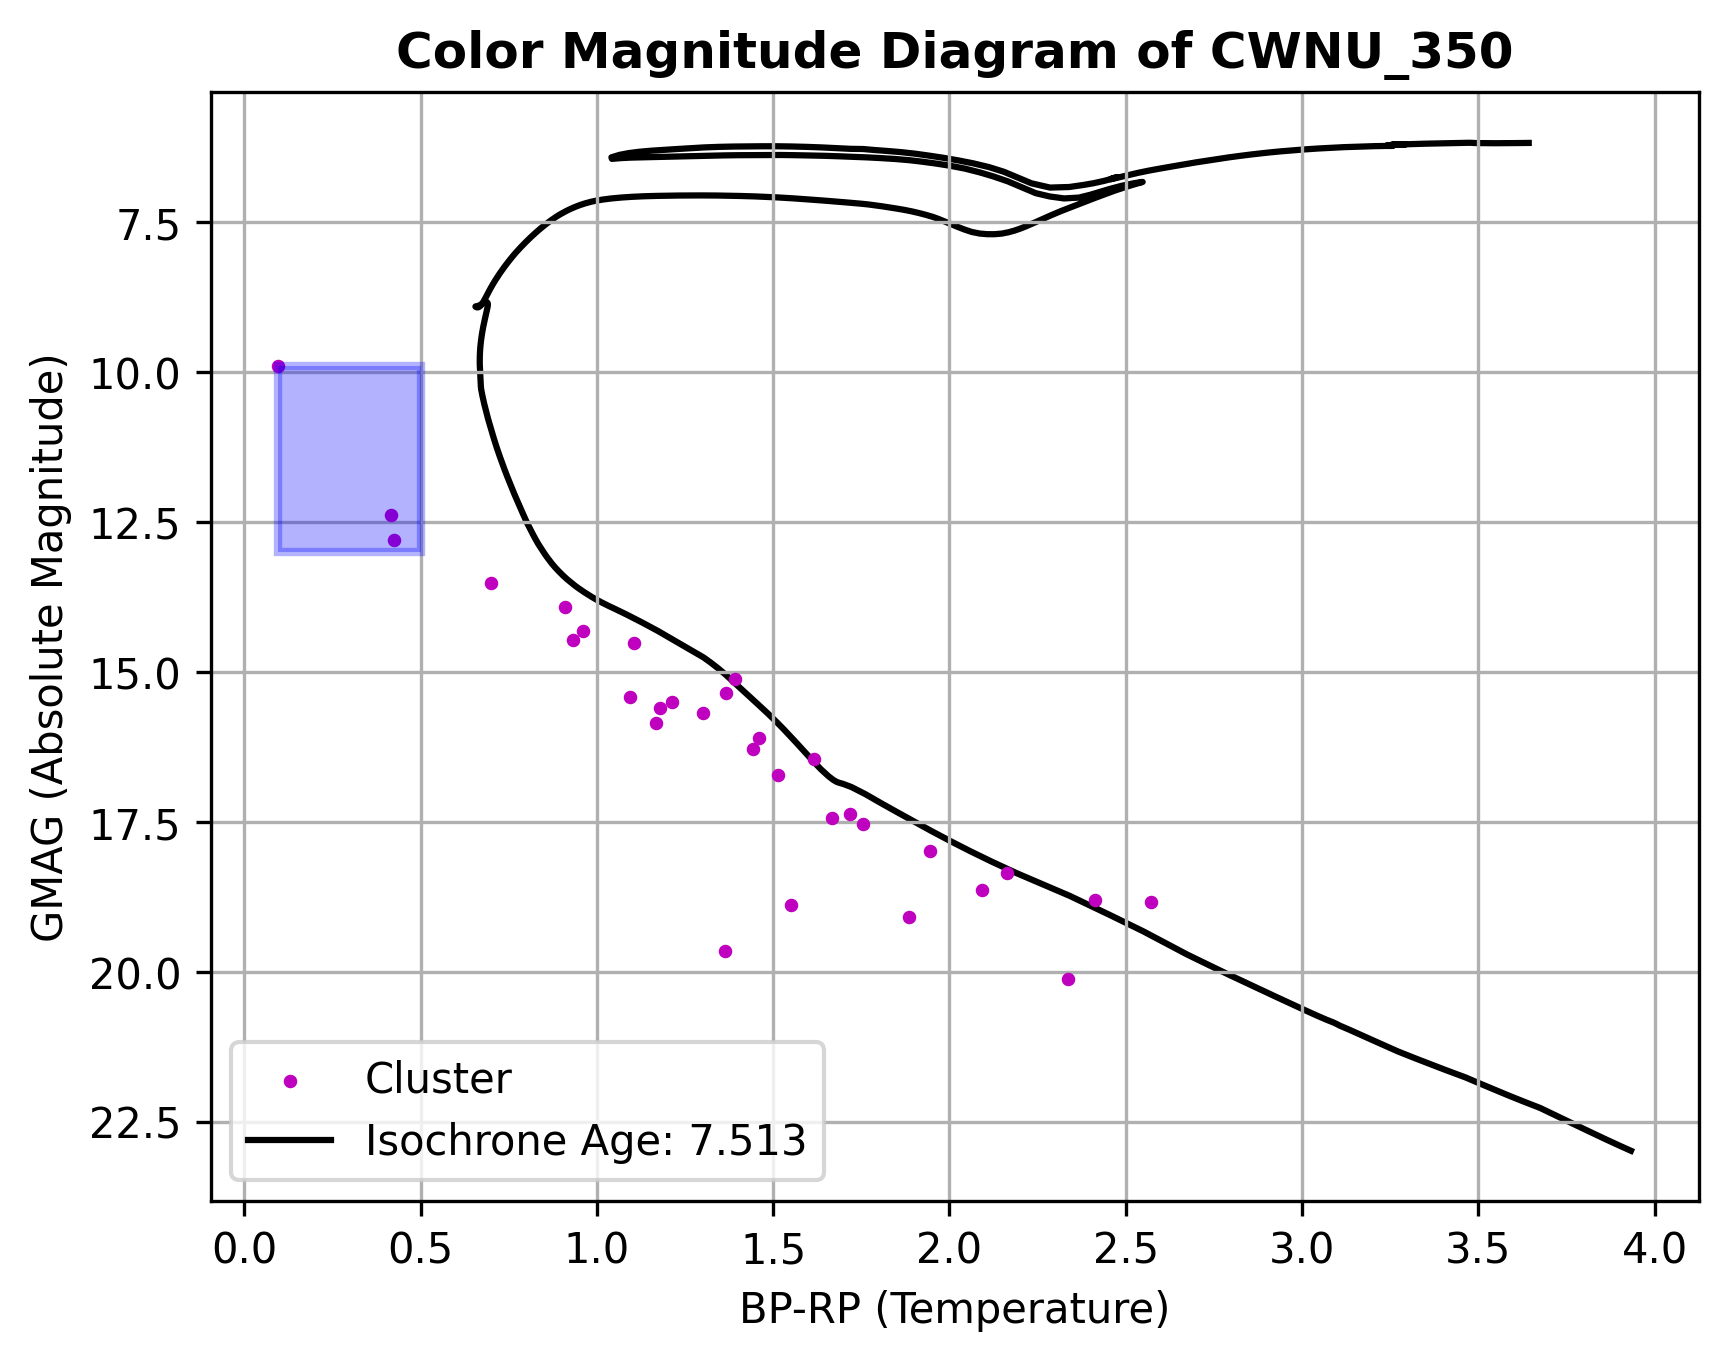 Color Magnitude Diagram of CWNU_350
GMAG (Absolute Magnitude)
7.5
10.0
12.5
15.0
17.5
20.0
22.5
Cluster
Isochrone Age: 7.513
0.0 0.5 1.0 1.5 2.0 2.5 3.0 3.5 4.0
BP-RP (Temperature)